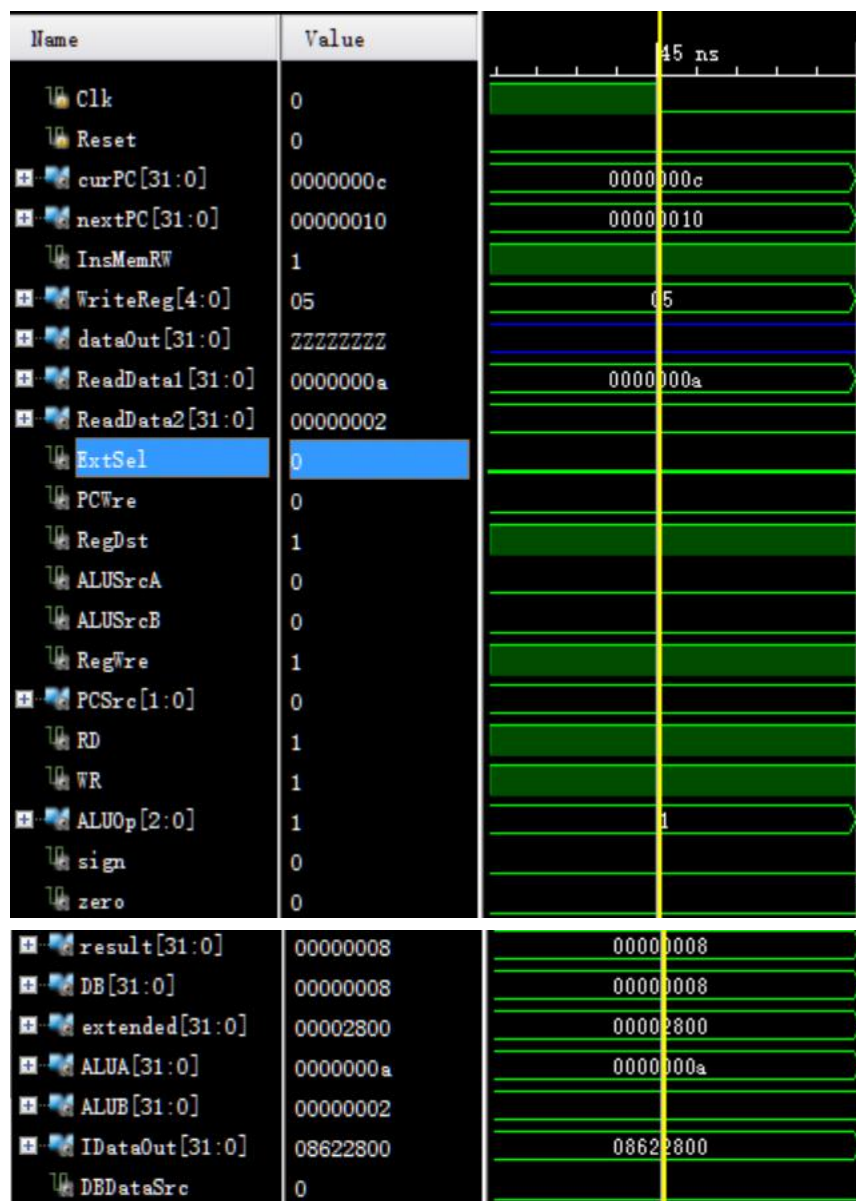 Name Value
45 ns
Clk 0
Reset 0
curPC[31:0] 0000000c 0000000c
nextPC[31:0] 00000010 00000010
InsMemRW 1
WriteReg[4:0] 05 05
dataOut[31:0] ZZZZZZZZ
ReadData1[31:0] 0000000a 0000000a
ReadData2[31:0] 00000002
ExtSel 0
PCWre 0
RegDst 1
ALUSrcA 0
ALUSrcB 0
RegWre 1
PCSrc[1:0] 0
RD 1
WR 1
ALUOp[2:0] 1 1
sign 0
zero 0
result[31:0] 00000008 00000008
DB[31:0] 00000008 00000008
extended[31:0] 00002800 00002800
ALUA[31:0] 0000000a 0000000a
ALUB[31:0] 00000002
IDataOut[31:0] 08622800 08622800
DBDataSrc 0